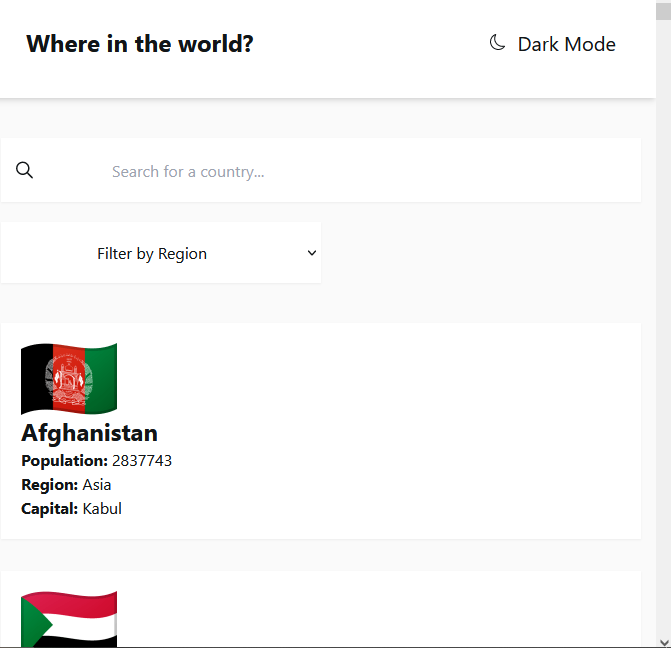 Where in the world?
Dark Mode
Search for a country...
Filter by Region
Afghanistan
Population: 2837743
Region: Asia
Capital: Kabul